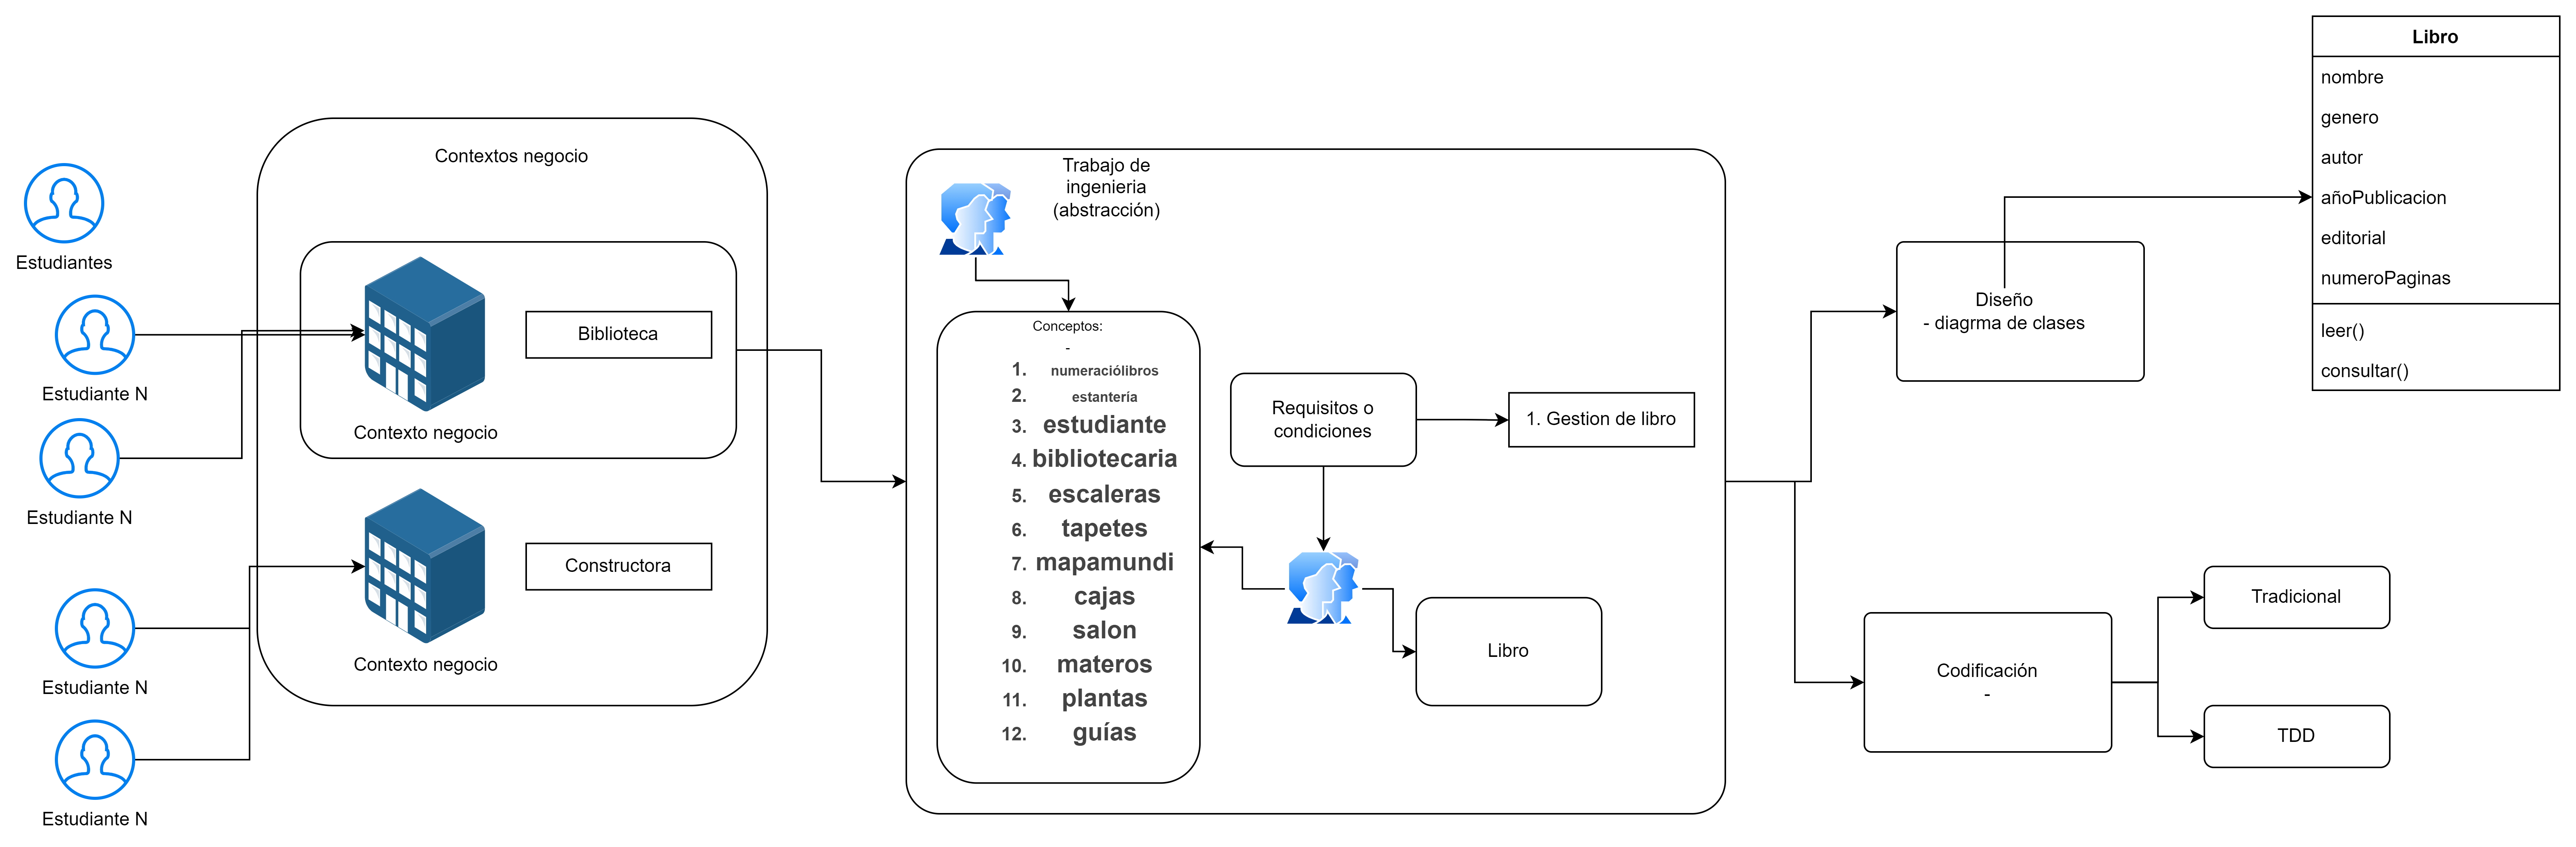 Estudiantes
Estudiante N
Estudiante N
Estudiante N
Estudiante N
Contextos negocio
Biblioteca
Contexto negocio
Constructora
Contexto negocio
Trabajo de
ingenieria
(abstracción)
Conceptos:
-
1. numeraciólibros
2. estantería
3. estudiante
4. bibliotecaria
5. escaleras
6. tapetes
7. mapamundi
8. cajas
9. salon
10. materos
11. plantas
12. guías
Requisitos o
condiciones
1. Gestion de libro
Libro
Diseño
- diagrma de clases
Codificación
-
Tradicional
TDD
Libro
nombre
genero
autor
añoPublicacion
editorial
numeroPaginas
leer()
consultar()